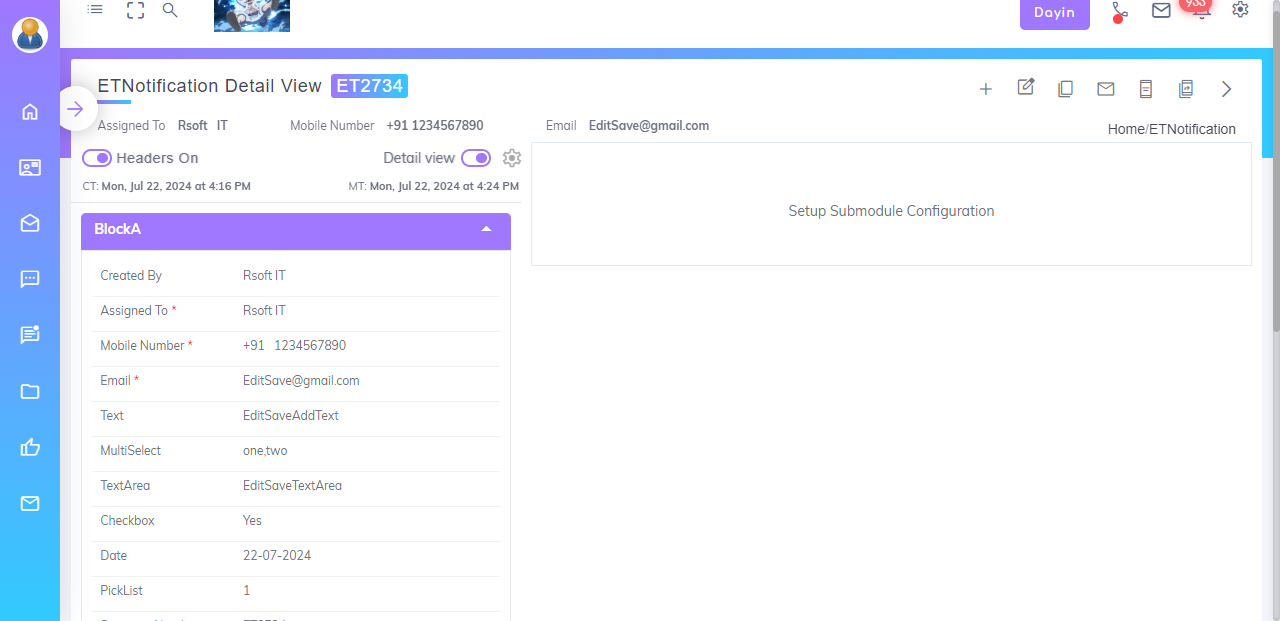 Dayin
933
ETNotification Detail View ET2734
Assigned To Rsoft IT Mobile Number +91 1234567890 Email EditSave@gmail.com
Home/ETNotification
Headers On Detail view
CT: Mon, Jul 22, 2024 at 4:16 PM MT: Mon, Jul 22, 2024 at 4:24 PM
Setup Submodule Configuration
BlockA
Created By Rsoft IT
Assigned To * Rsoft IT
Mobile Number * +91 1234567890
Email * EditSave@gmail.com
Text EditSaveAddText
MultiSelect one,two
TextArea EditSaveTextArea
Checkbox Yes
Date 22-07-2024
PickList 1